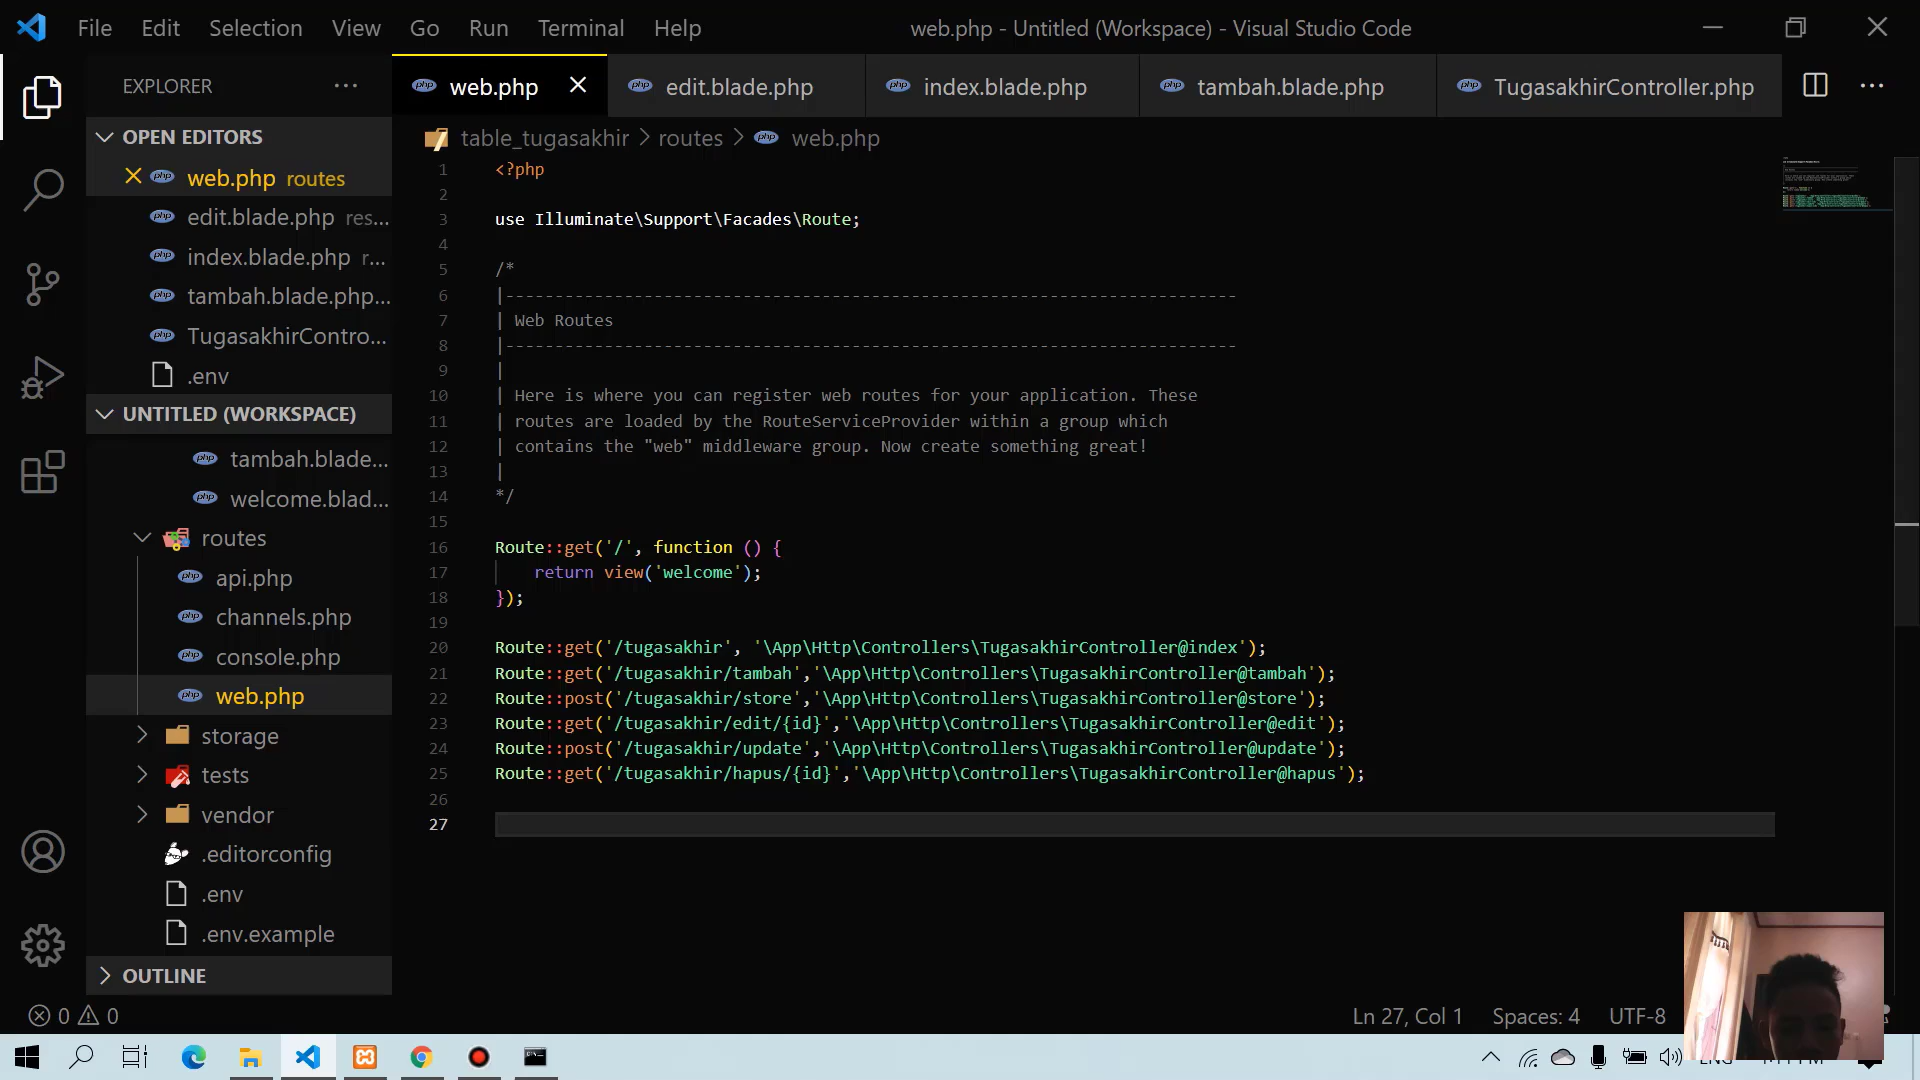 File Edit Selection View Go Run Terminal Help
web.php - Untitled (Workspace) - Visual Studio Code
EXPLORER
web.php
edit.blade.php
index.blade.php
tambah.blade.php
TugasakhirController.php
OPEN EDITORS
web.php routes
edit.blade.php res...
index.blade.php r...
tambah.blade.php...
TugasakhirContro...
.env
UNTITLED (WORKSPACE)
tambah.blade...
welcome.blad...
routes
api.php
channels.php
console.php
web.php
storage
tests
vendor
.editorconfig
.env
.env.example
OUTLINE
table_tugasakhir > routes > web.php
1 <?php
2
3 use Illuminate\Support\Facades\Route;
4
5 /*
6 |--------------------------------------------------------------------------
7 | Web Routes
8 |--------------------------------------------------------------------------
9 |
10 | Here is where you can register web routes for your application. These
11 | routes are loaded by the RouteServiceProvider within a group which
12 | contains the "web" middleware group. Now create something great!
13 |
14 */
15
16 Route::get('/', function () {
17     return view('welcome');
18 });
19
20 Route::get('/tugasakhir', '\App\Http\Controllers\TugasakhirController@index');
21 Route::get('/tugasakhir/tambah','\App\Http\Controllers\TugasakhirController@tambah');
22 Route::post('/tugasakhir/store','\App\Http\Controllers\TugasakhirController@store');
23 Route::get('/tugasakhir/edit/{id}','\App\Http\Controllers\TugasakhirController@edit');
24 Route::post('/tugasakhir/update','\App\Http\Controllers\TugasakhirController@update');
25 Route::get('/tugasakhir/hapus/{id}','\App\Http\Controllers\TugasakhirController@hapus');
26
27
0 0
Ln 27, Col 1 Spaces: 4 UTF-8